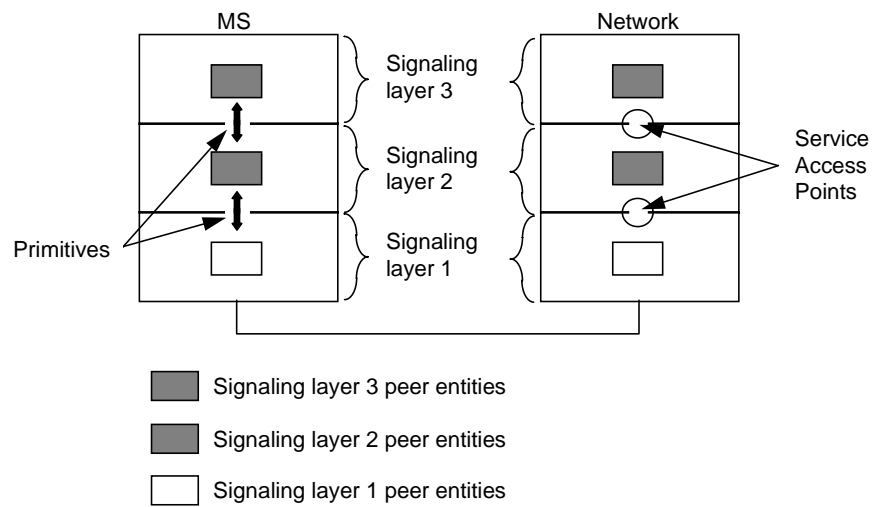 MS
Network
Signaling
layer 3
Signaling
layer 2
Signaling
layer 1
Service
Access
Points
Primitives
Signaling layer 3 peer entities
Signaling layer 2 peer entities
Signaling layer 1 peer entities